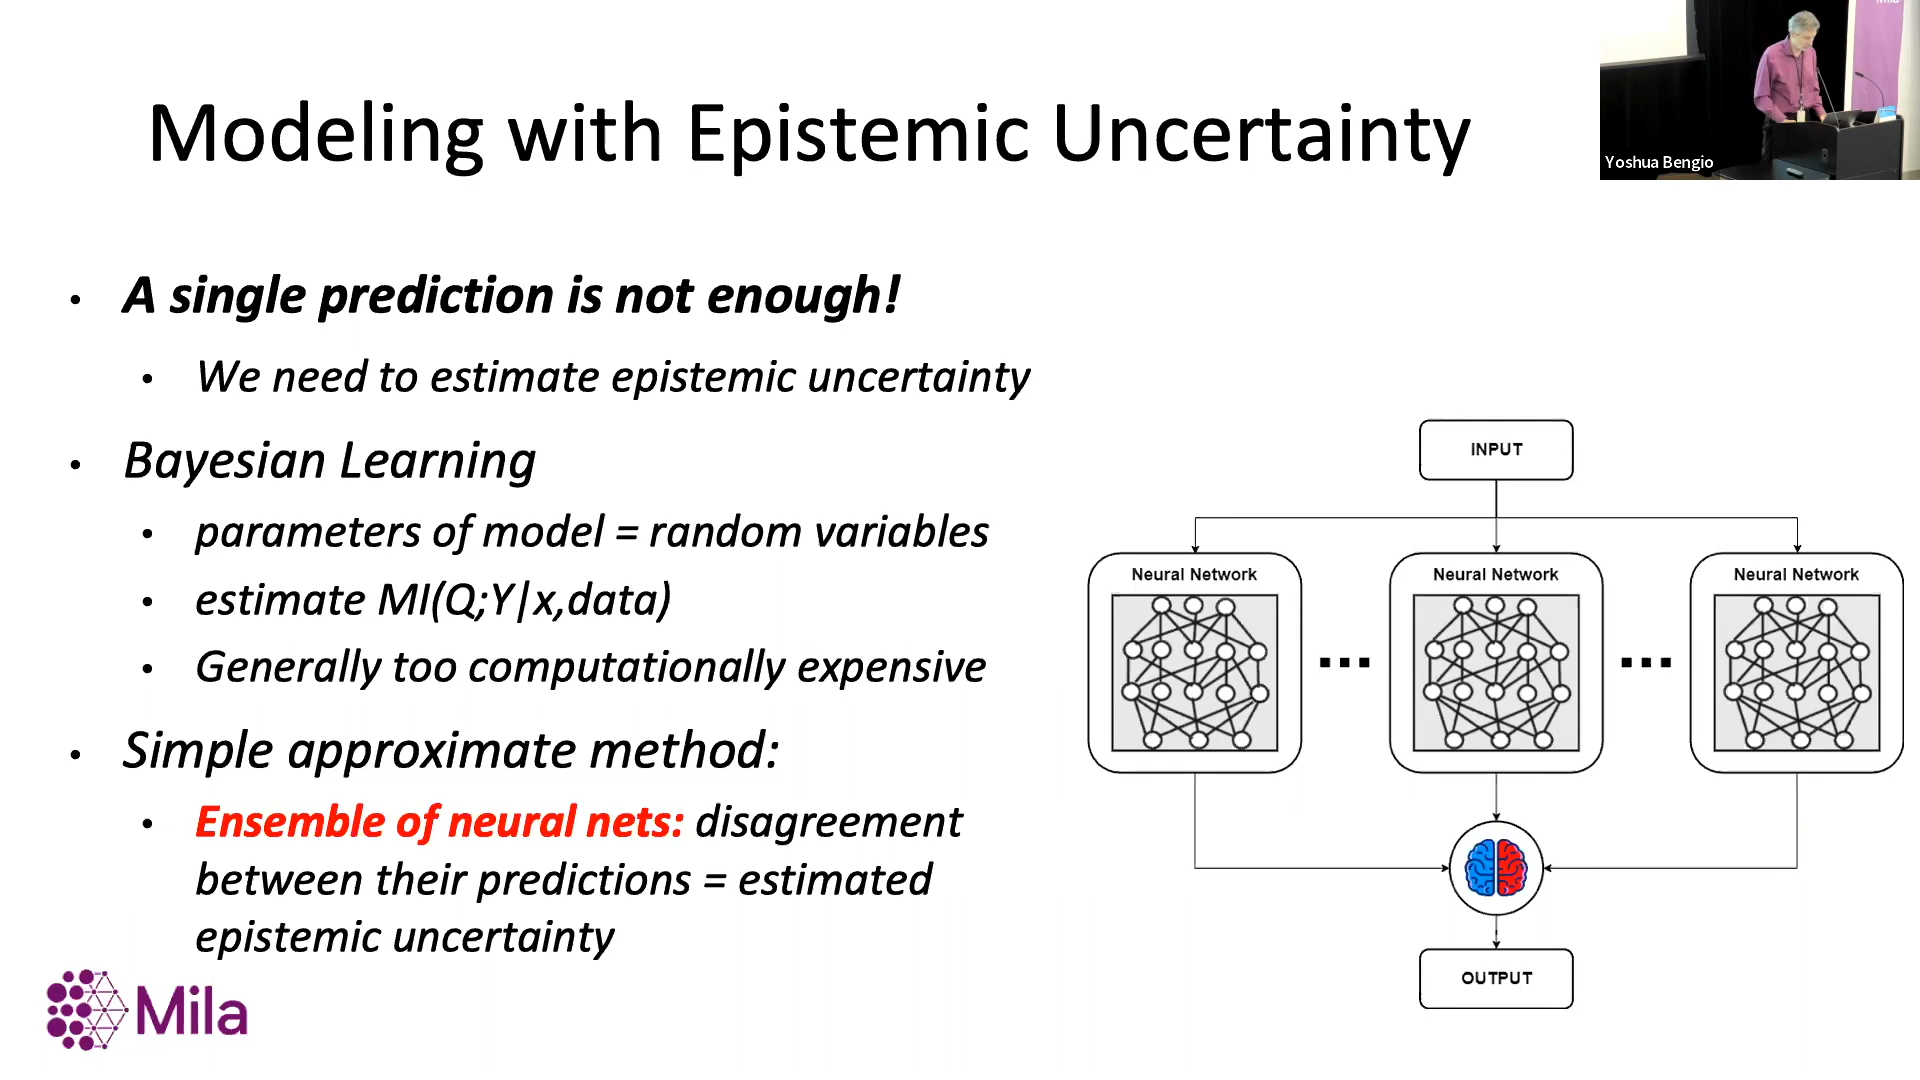 Modeling with Epistemic Uncertainty
Yoshua Bengio
• A single prediction is not enough!
• We need to estimate epistemic uncertainty
• Bayesian Learning
• parameters of model = random variables
• estimate MI(Q;Y|x,data)
• Generally too computationally expensive
• Simple approximate method:
• Ensemble of neural nets: disagreement
between their predictions = estimated
epistemic uncertainty
INPUT
Neural Network
Neural Network
Neural Network
...
...
OUTPUT
Mila